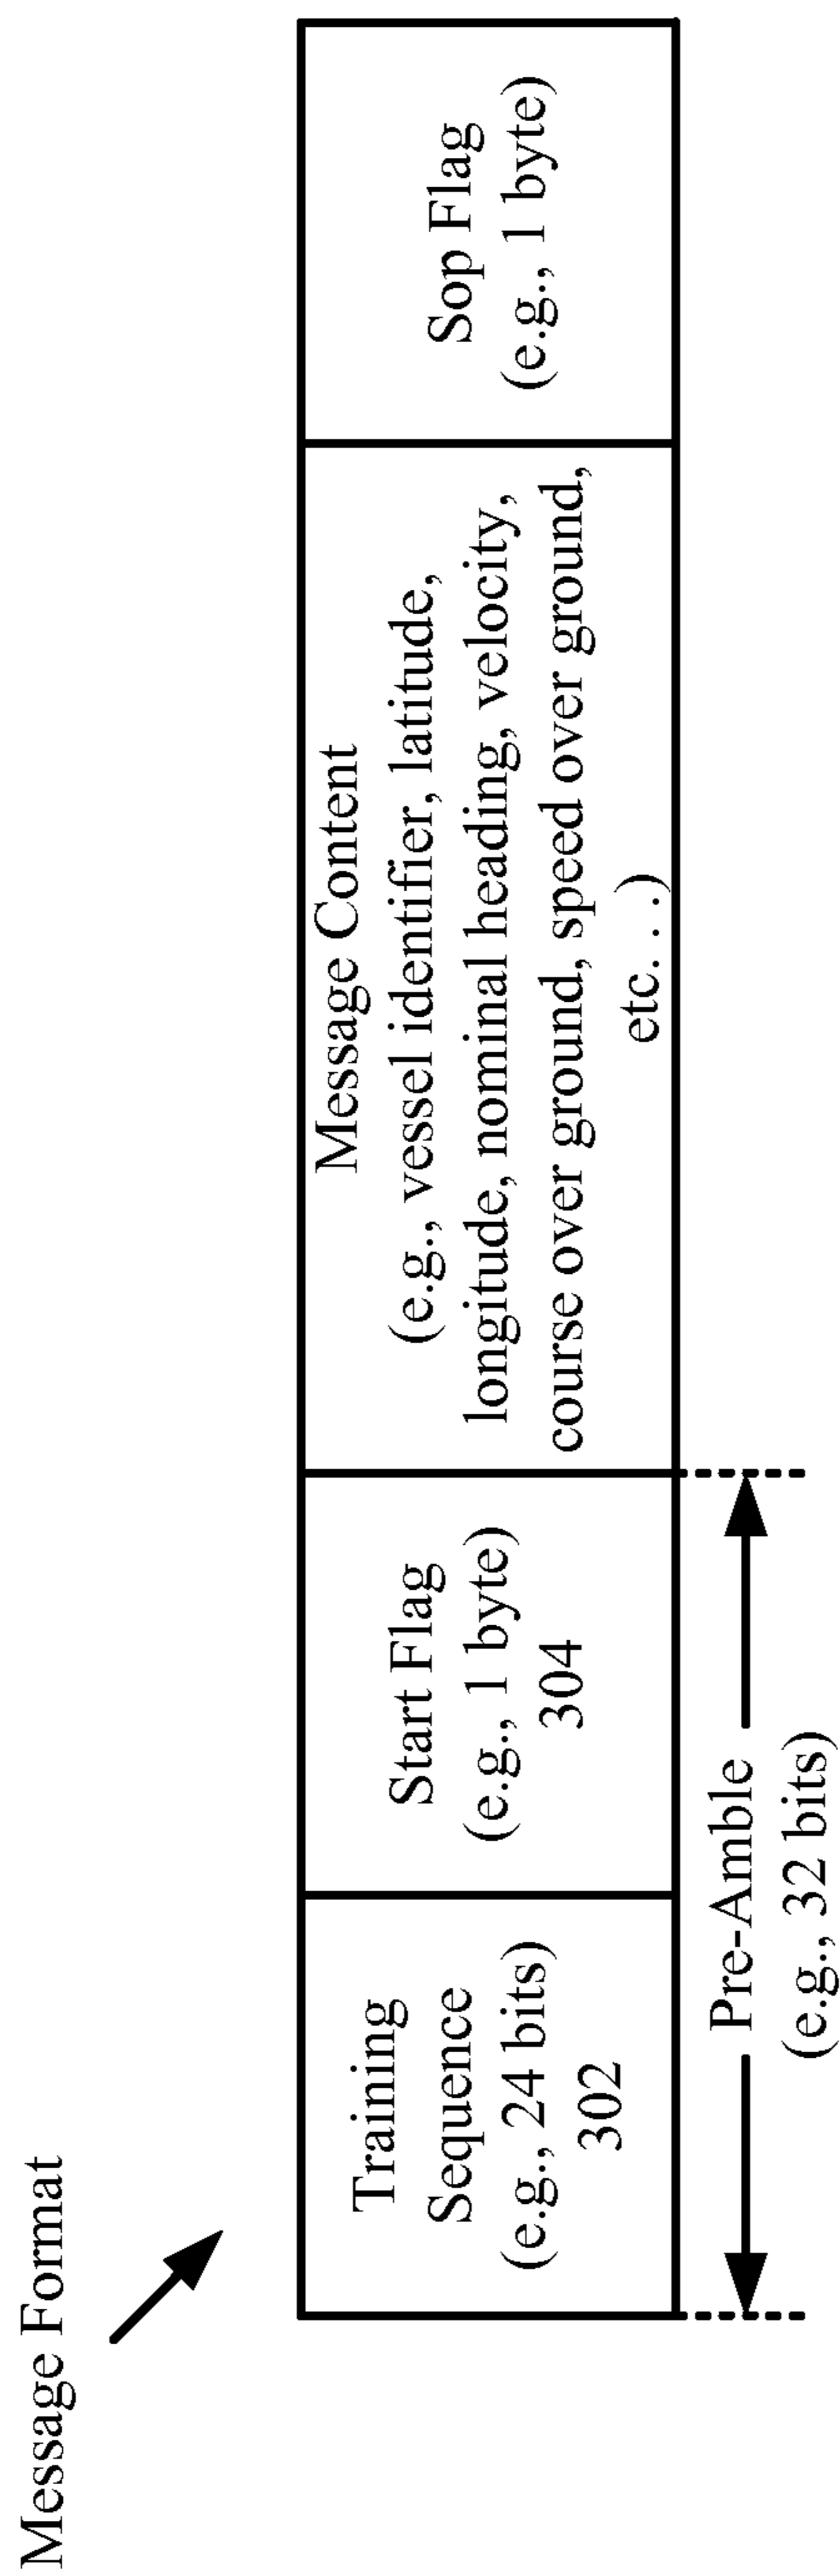 Message Format
Training
Sequence
(e.g., 24 bits)
302
Start Flag
(e.g., 1 byte)
304
Message Content
(e.g., vessel identifier, latitude,
longitude, nominal heading, velocity,
course over ground, speed over ground,
etc. . .)
Sop Flag
(e.g., 1 byte)
Pre-Amble
(e.g., 32 bits)